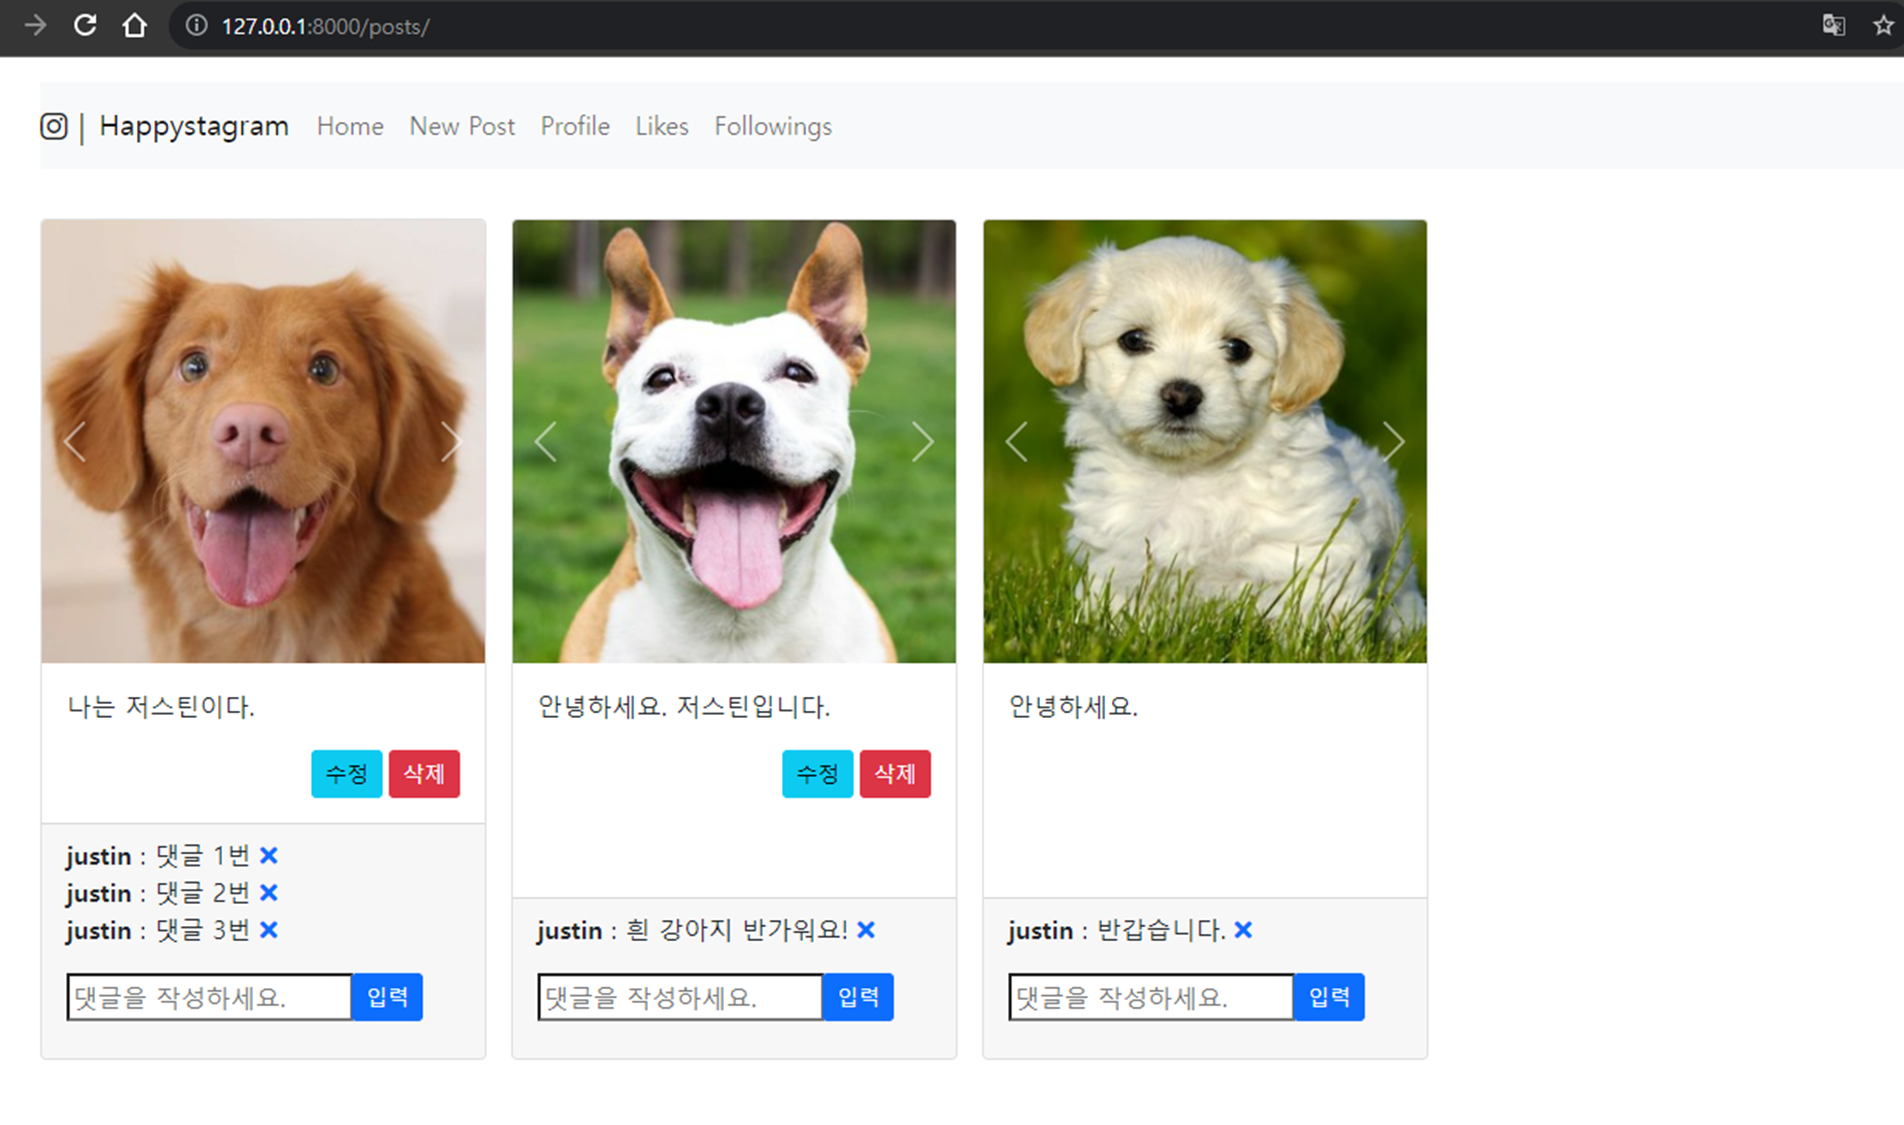 127.0.0.1:8000/posts/
| Happystagram Home New Post Profile Likes Followings
나는 저스틴이다.
수정 삭제
justin : 댓글 1번
justin : 댓글 2번
justin : 댓글 3번
댓글을 작성하세요. 입력
안녕하세요. 저스틴입니다.
수정 삭제
justin : 흰 강아지 반가워요!
댓글을 작성하세요. 입력
안녕하세요.
justin : 반갑습니다.
댓글을 작성하세요. 입력